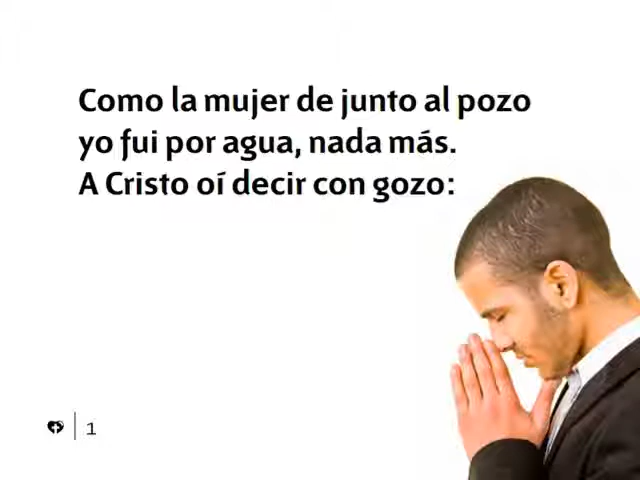 Como la mujer de junto al pozo
yo fui por agua, nada más.
A Cristo oí decir con gozo:
1